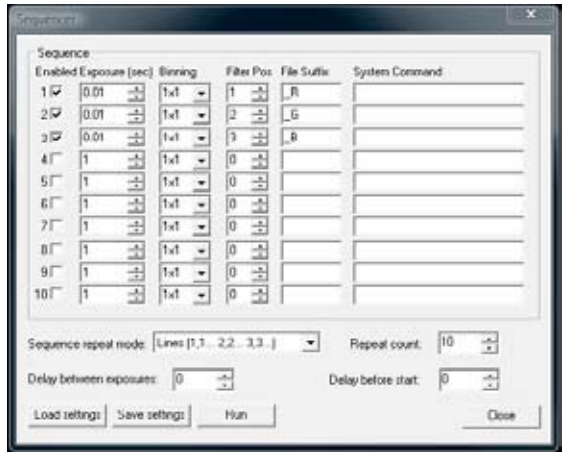 Sequencer
Sequence
Enabled Exposure (sec) Binning Filter Pos File Suffix System Command
1 0.01 1x1 1 _R
2 0.01 1x1 2 _G
3 0.01 1x1 3 _B
4 1 1x1 0
5 1 1x1 0
6 1 1x1 0
7 1 1x1 0
8 1 1x1 0
9 1 1x1 0
10 1 1x1 0
Sequence repeat mode: Lines (1,1... 2,2... 3,3...) Repeat count: 10
Delay between exposures: 0 Delay before start: 0
Load settings Save settings Run Close